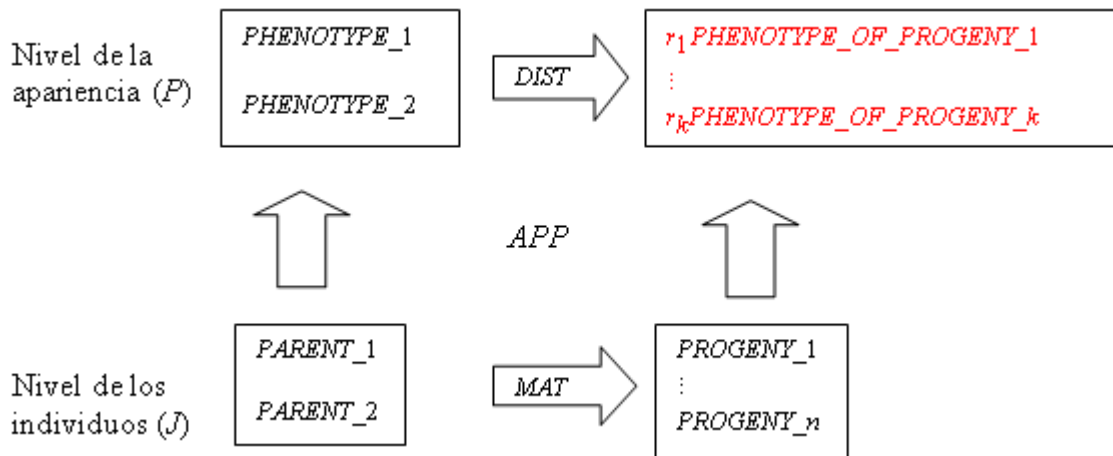 Nivel de la
apariencia (P)
PHENOTYPE_1
PHENOTYPE_2
DIST
r₁PHENOTYPE_OF_PROGENY_1
⋮
rₖPHENOTYPE_OF_PROGENY_k
APP
Nivel de los
individuos (J)
PARENT_1
PARENT_2
MAT
PROGENY_1
⋮
PROGENY_n